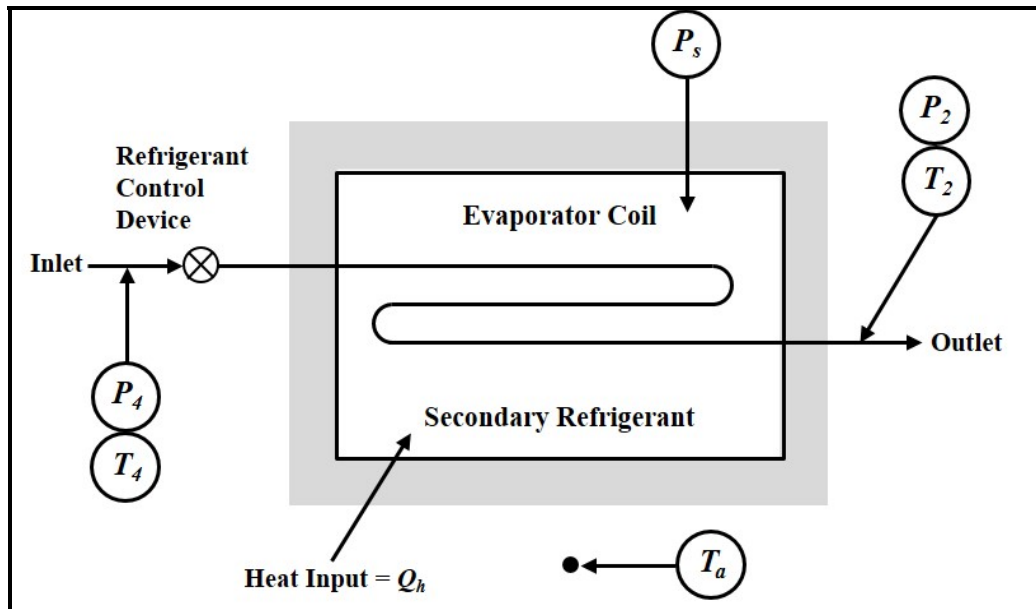 P_s
P_2
T_2
Refrigerant
Control
Device
Evaporator Coil
Inlet
Outlet
P_4
T_4
Secondary Refrigerant
Heat Input = Q_h
T_a